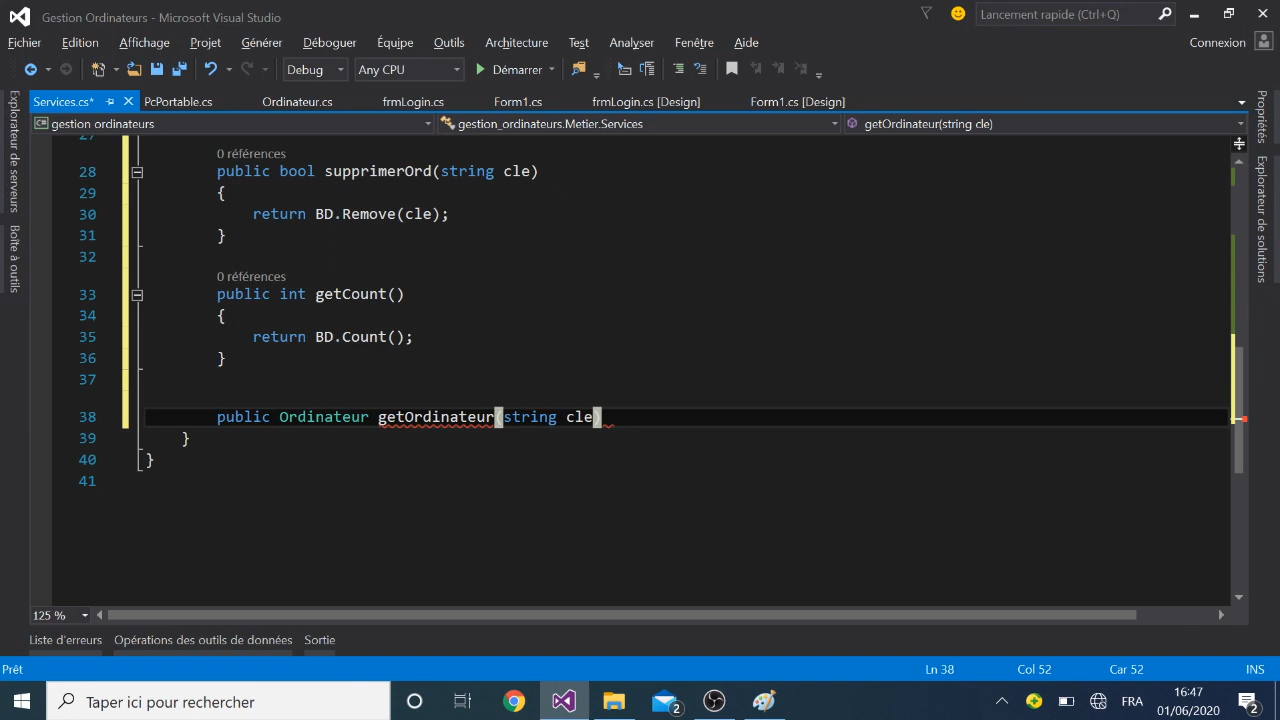 Gestion Ordinateurs - Microsoft Visual Studio
Lancement rapide (Ctrl+Q)
Fichier Edition Affichage Projet Générer Déboguer Équipe Outils Architecture Test Analyser Fenêtre Aide Connexion
Debug Any CPU Démarrer
Services.cs* PcPortable.cs Ordinateur.cs frmLogin.cs Form1.cs frmLogin.cs [Design] Form1.cs [Design]
gestion ordinateurs gestion_ordinateurs.Metier.Services getOrdinateur(string cle)
Explorateur de serveurs
Boîte à outils
Propriétés
Explorateur de solutions
27
0 références
28 public bool supprimerOrd(string cle)
29 {
30 return BD.Remove(cle);
31 }
32
0 références
33 public int getCount()
34 {
35 return BD.Count();
36 }
37
38 public Ordinateur getOrdinateur(string cle)
39 }
40 }
41
125 %
Liste d'erreurs Opérations des outils de données Sortie
Prêt Ln 38 Col 52 Car 52 INS
Taper ici pour rechercher 2 FRA 16:47
01/06/2020 2